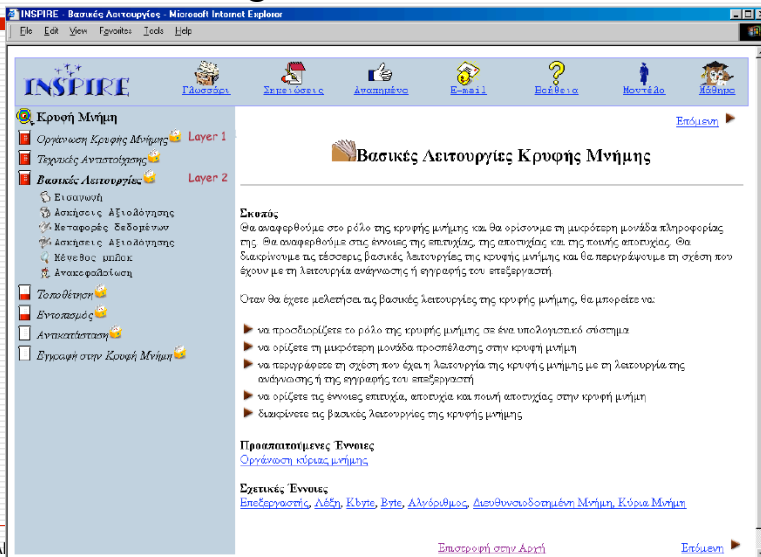 INSPIRE - Βασικές Λειτουργίες - Microsoft Internet Explorer
File Edit View Favorites Tools Help
INSPIRE
Γλωσσάρι Σημειώσεις Αγαπημένα E-mail Βοήθεια Μοντέλο Μάθημα
Κρυφή Μνήμη
Οργάνωση Κρυφής Μνήμης Layer 1
Τεχνικές Αντιστοίχισης
Βασικές Λειτουργίες Layer 2
Εισαγωγή
Ασκήσεις Αξιολόγησης
Μεταφορές δεδομένων
Ασκήσεις Αξιολόγησης
Μέγεθος μπλοκ
Ανακεφαλαίωση
Τοποθέτηση
Εντοπισμός
Αντικατάσταση
Εγγραφή στην Κρυφή Μνήμη
Επόμενη
Βασικές Λειτουργίες Κρυφής Μνήμης
Σκοπός
Θα αναφερθούμε στο ρόλο της κρυφής μνήμης και θα ορίσουμε τη μικρότερη μονάδα πληροφορίας
της. Θα αναφερθούμε στις έννοιες της επιτυχίας, της αποτυχίας και της ποινής αποτυχίας. Θα
διακρίνουμε τις τέσσερις βασικές λειτουργίες της κρυφής μνήμης και θα περιγράψουμε τη σχέση που
έχουν με τη λειτουργία ανάγνωσης ή εγγραφής του επεξεργαστή.
Όταν θα έχετε μελετήσει τις βασικές λειτουργίες της κρυφής μνήμης, θα μπορείτε να:
να προσδιορίζετε το ρόλο της κρυφής μνήμης σε ένα υπολογιστικό σύστημα
να ορίζετε τη μικρότερη μονάδα προσπέλασης στην κρυφή μνήμη
να περιγράφετε τη σχέση που έχει η λειτουργία της κρυφής μνήμης με τη λειτουργία της
ανάγνωσης ή της εγγραφής του επεξεργαστή
να ορίζετε τις έννοιες επιτυχία, αποτυχία και ποινή αποτυχίας στην κρυφή μνήμη
διακρίνετε τις βασικές λειτουργίες της κρυφής μνήμης
Προαπαιτούμενες Έννοιες
Οργάνωση κύριας μνήμης
Σχετικές Έννοιες
Επεξεργαστής, Λέξη, Kbyte, Byte, Αλγόριθμος, Διευθυνσιοδοτημένη Μνήμη, Κύρια Μνήμη
Επιστροφή στην Αρχή Επόμενη